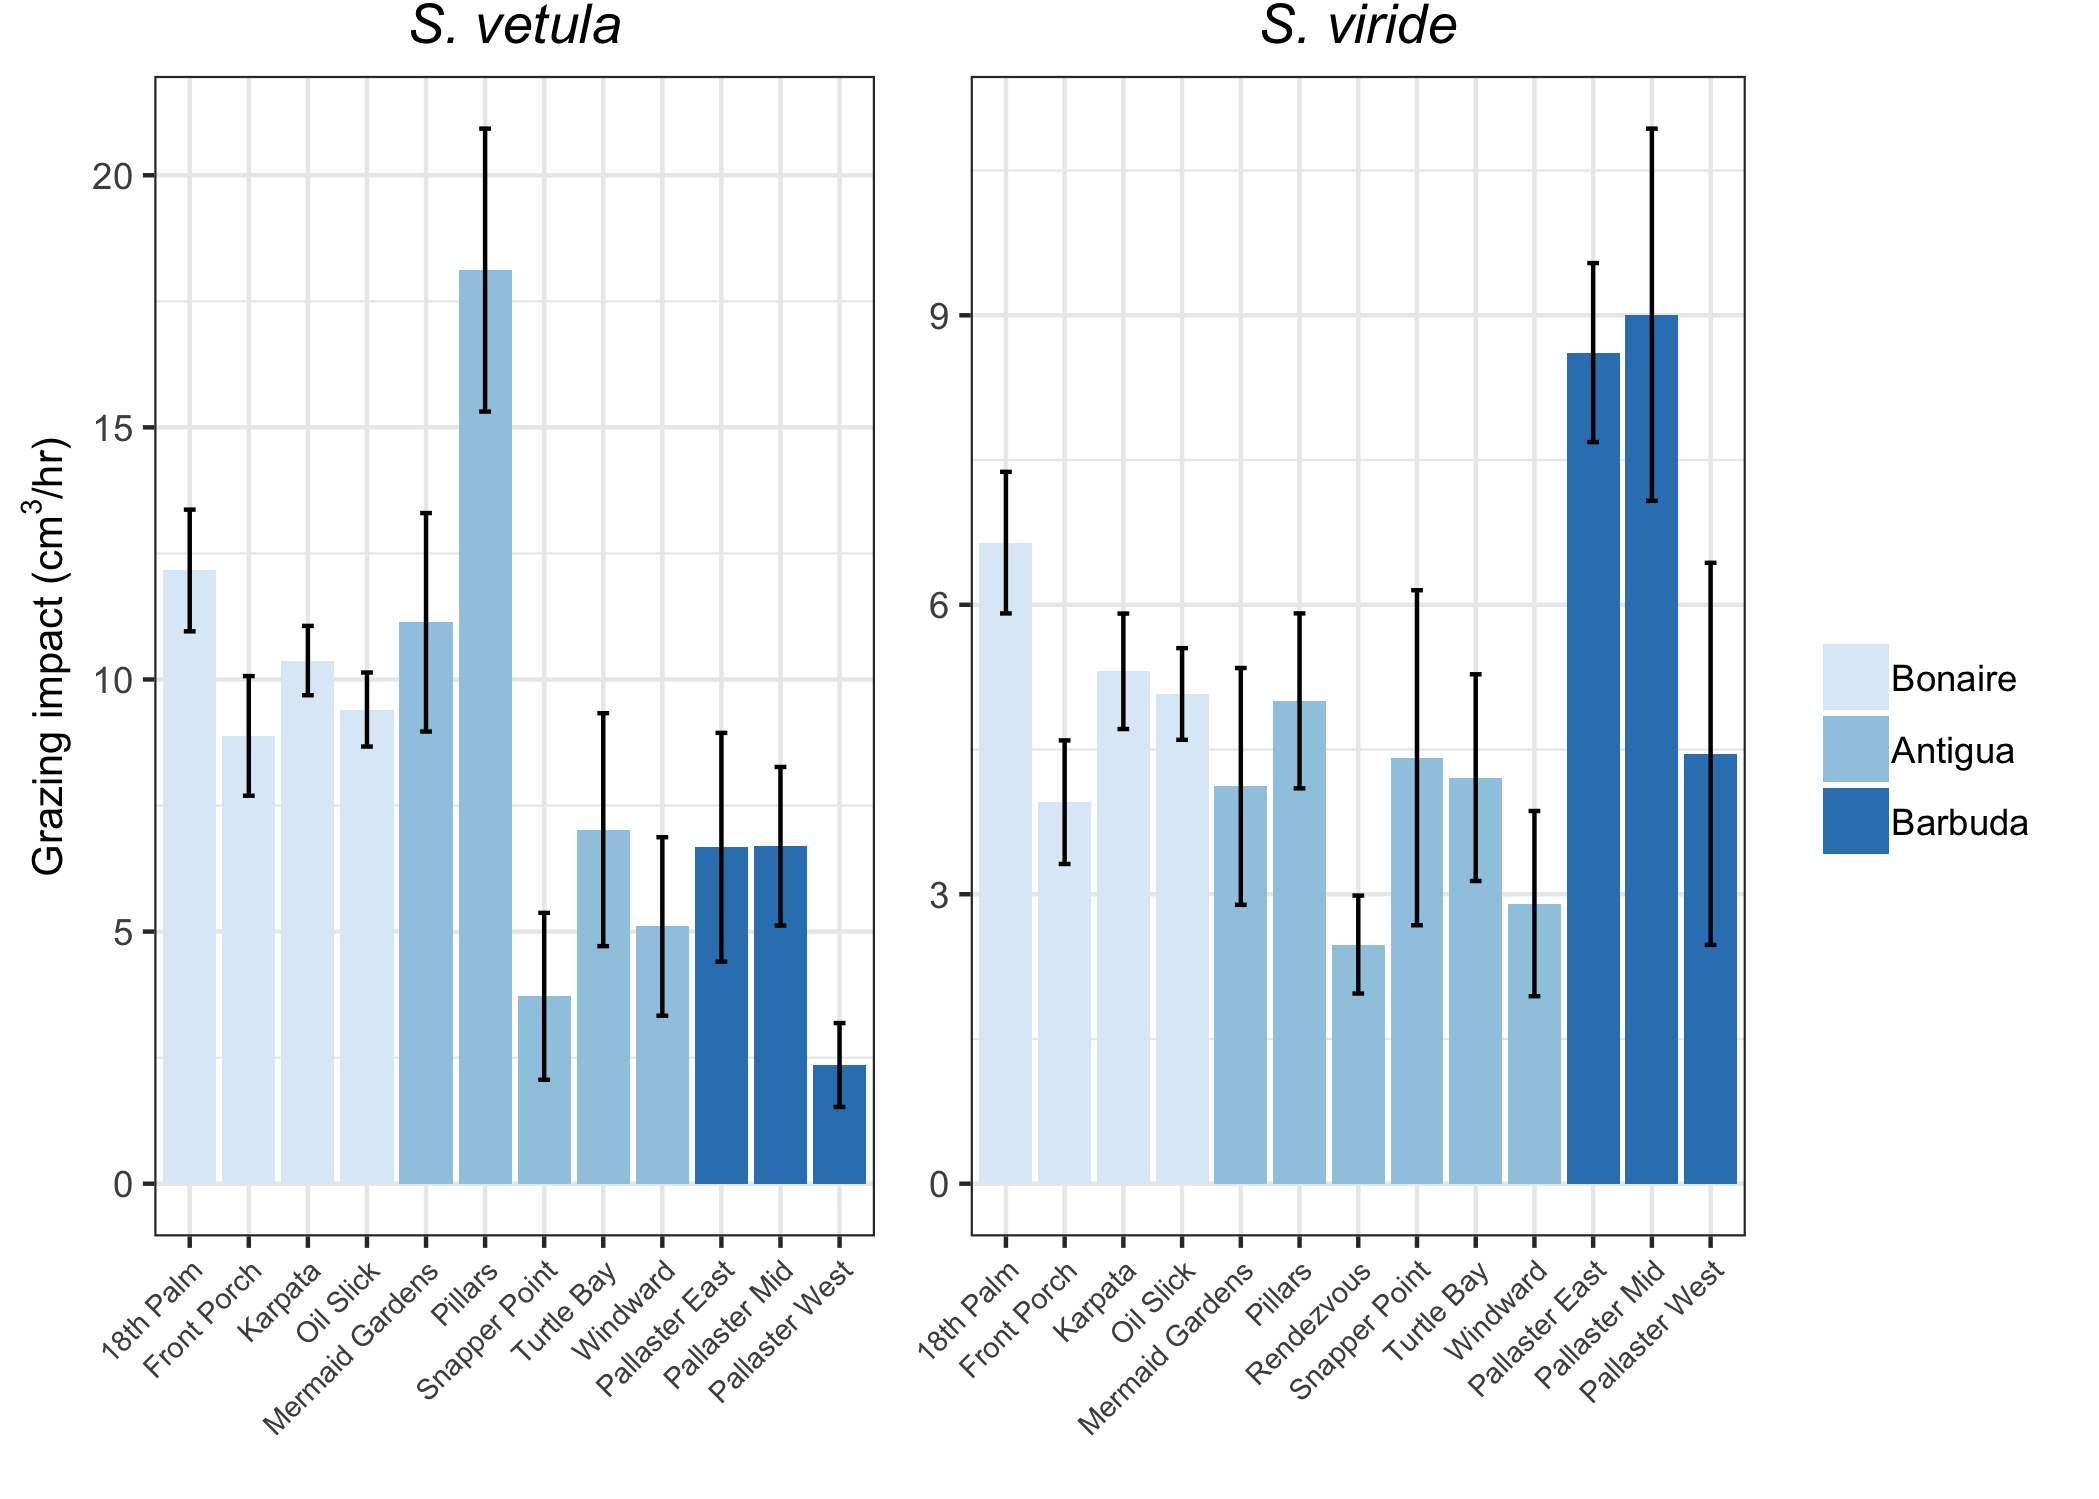 S. vetula
S. viride
Grazing impact (cm³/hr)
20
15
10
5
0
18th Palm
Front Porch
Karpata
Oil Slick
Mermaid Gardens
Pillars
Snapper Point
Turtle Bay
Windward
Pallaster East
Pallaster Mid
Pallaster West
9
6
3
0
18th Palm
Front Porch
Karpata
Oil Slick
Mermaid Gardens
Pillars
Rendezvous
Snapper Point
Turtle Bay
Windward
Pallaster East
Pallaster Mid
Pallaster West
Bonaire
Antigua
Barbuda